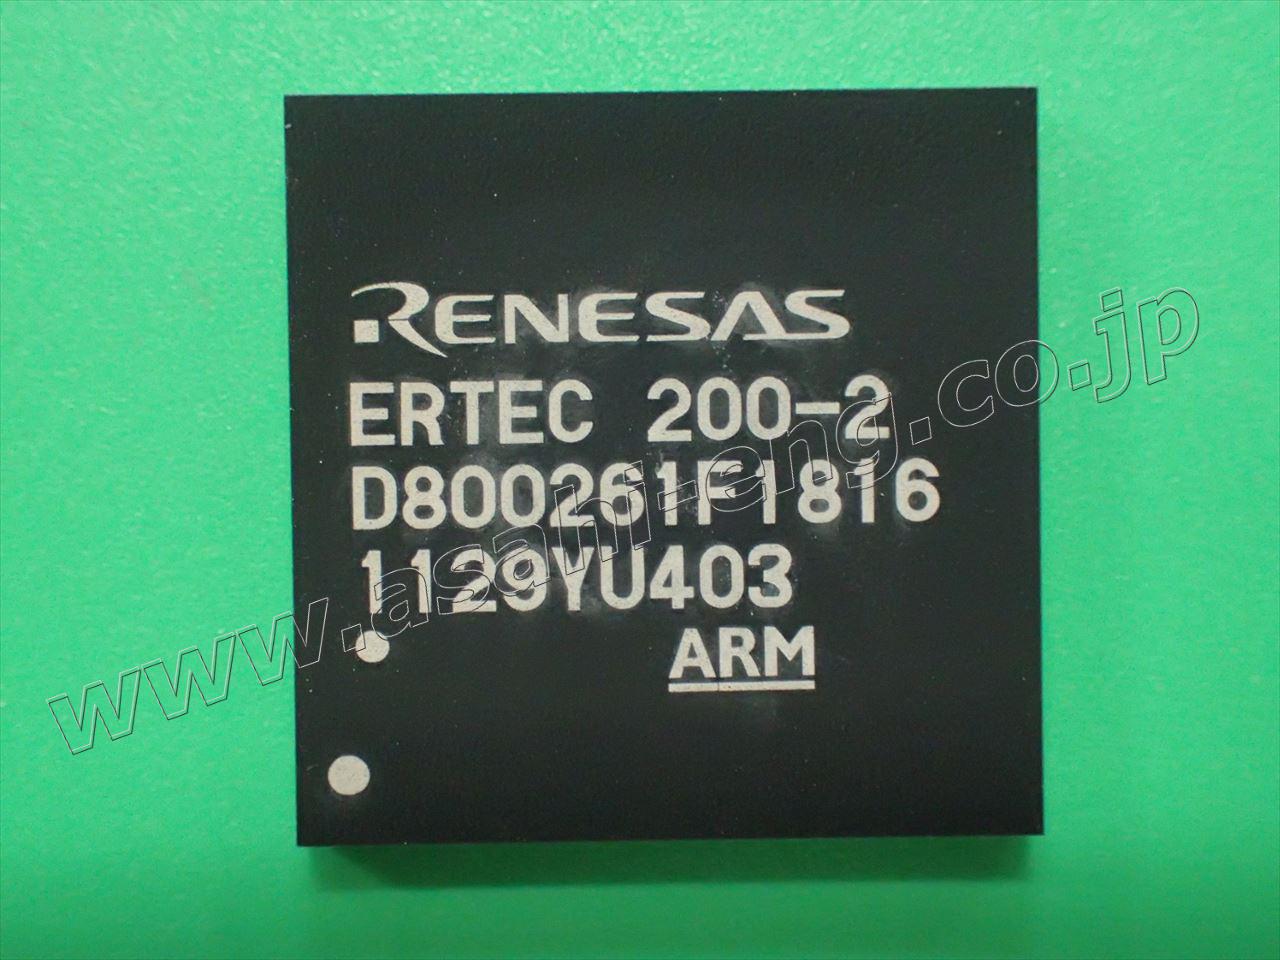 RENESAS
ERTEC 200-2
D800261F1816
1129YU403
ARM
www.asahi-eng.co.jp